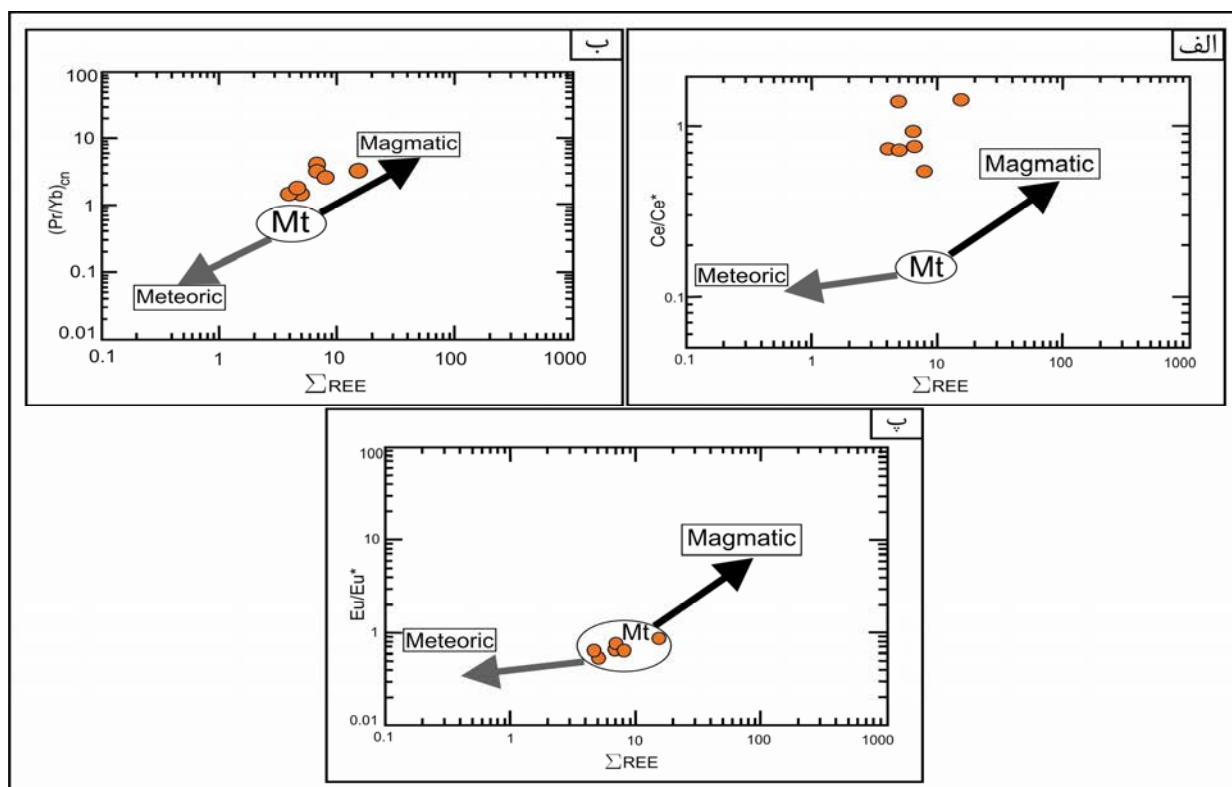 ب
100
10
1
0.1
0.01
(Pr/Yb)cn
Magmatic
Mt
Meteoric
0.1 1 10 100 1000
∑REE
الف
1
0.1
Ce/Ce*
Magmatic
Mt
Meteoric
0.1 1 10 100 1000
∑REE
پ
100
10
1
0.01
Eu/Eu*
Magmatic
Mt
Meteoric
0.1 1 10 100 1000
∑REE